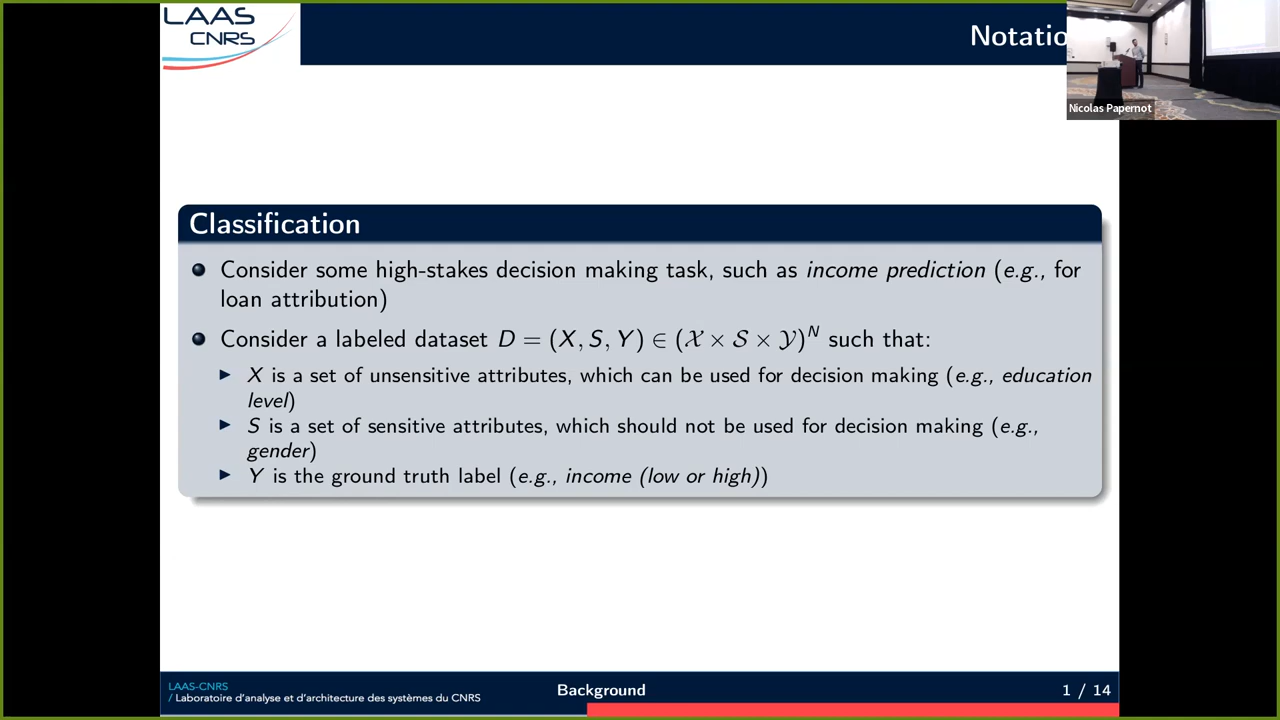 LAAS
CNRS
Notatio
Nicolas Papernot
Classification
Consider some high-stakes decision making task, such as income prediction (e.g., for
loan attribution)
Consider a labeled dataset D = (X, S, Y) ∈ (𝒳 × 𝒮 × 𝒴)^N such that:
X is a set of unsensitive attributes, which can be used for decision making (e.g., education
level)
S is a set of sensitive attributes, which should not be used for decision making (e.g.,
gender)
Y is the ground truth label (e.g., income (low or high))
LAAS-CNRS
/ Laboratoire d'analyse et d'architecture des systèmes du CNRS
Background
1 / 14